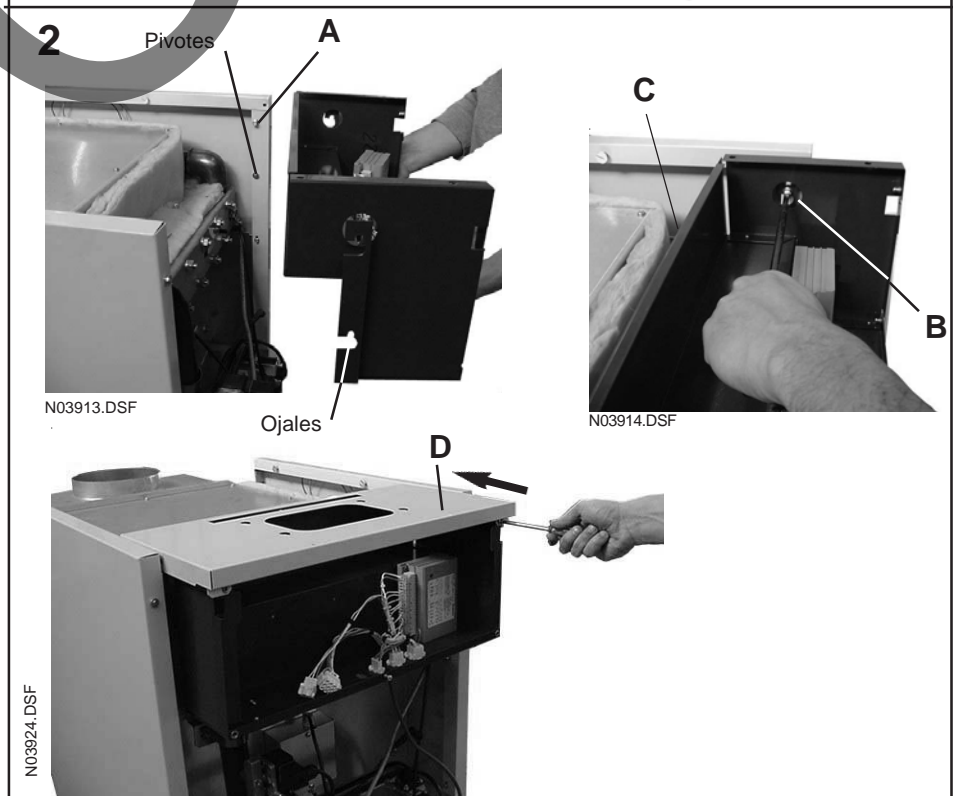 2
Pivotes
A
N03913.DSF
Ojales
C
B
N03914.DSF
D
N03924.DSF